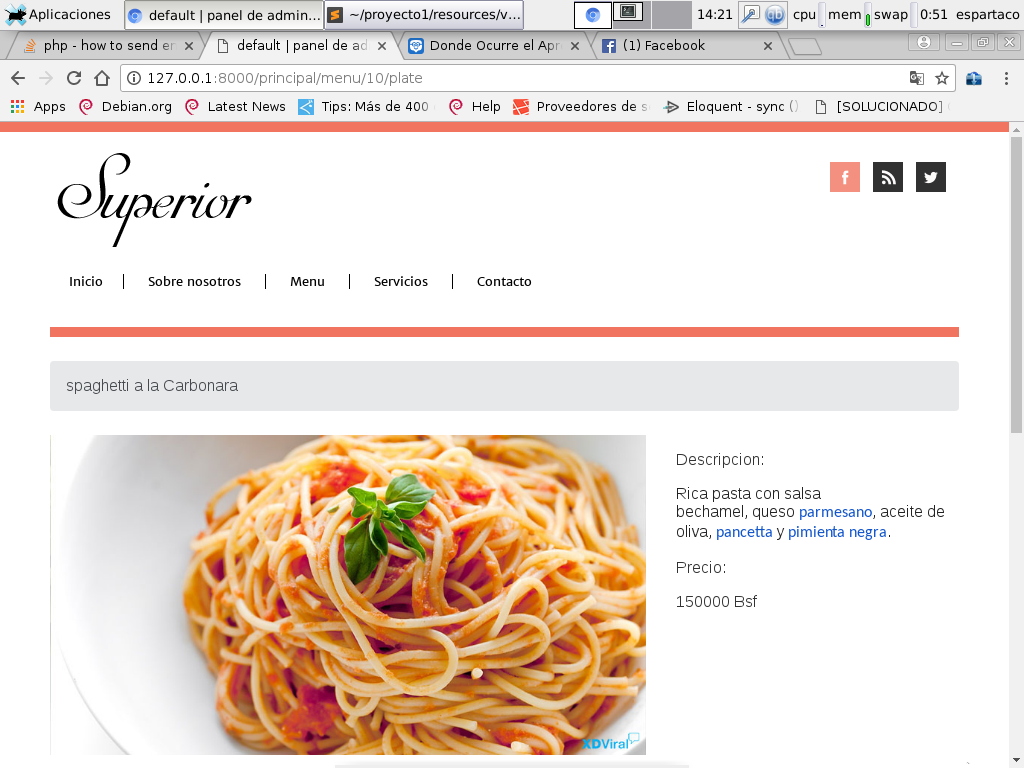 Aplicaciones
default | panel de admin...
~/proyecto1/resources/v...
14:21
cpu
mem
swap
0:51 espartaco
php - how to send er
default | panel de ad
Donde Ocurre el Apr
(1) Facebook
127.0.0.1:8000/principal/menu/10/plate
Apps
Debian.org
Latest News
Tips: Más de 400
Help
Proveedores de s
Eloquent - sync ()
[SOLUCIONADO]
Superior
Inicio
Sobre nosotros
Menu
Servicios
Contacto
spaghetti a la Carbonara
Descripcion:
Rica pasta con salsa
bechamel, queso parmesano, aceite de
oliva, pancetta y pimienta negra.
Precio:
150000 Bsf
XDViral